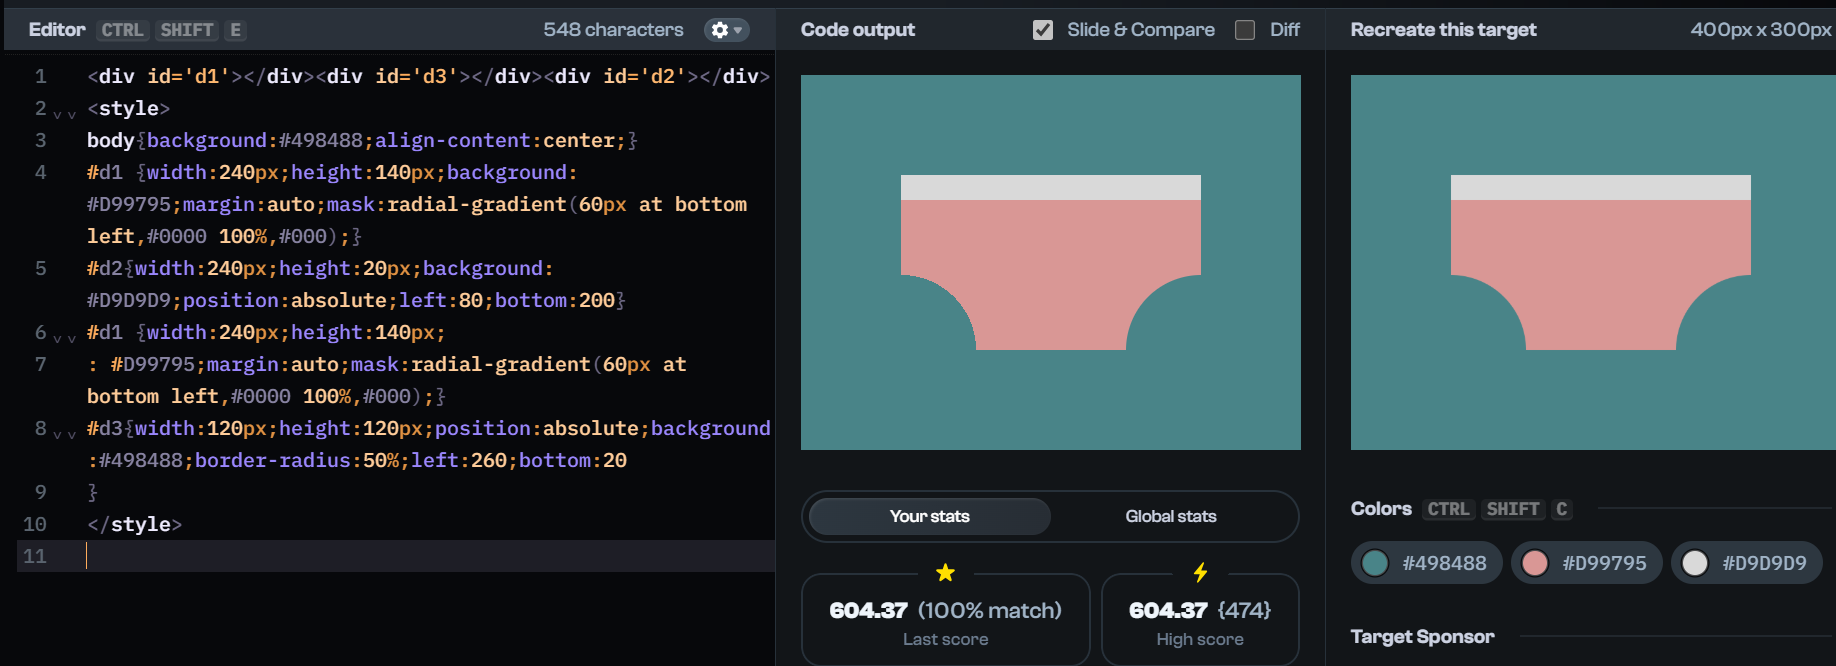 Editor CTRL SHIFT E 548 characters
1 <div id='d1'></div><div id='d3'></div><div id='d2'></div>
2 <style>
3 body{background:#498488;align-content:center;}
4 #d1 {width:240px;height:140px;background:
#D99795;margin:auto;mask:radial-gradient(60px at bottom
left,#0000 100%,#000);}
5 #d2{width:240px;height:20px;background:
#D9D9D9;position:absolute;left:80;bottom:200}
6 #d1 {width:240px;height:140px;
7 : #D99795;margin:auto;mask:radial-gradient(60px at
bottom left,#0000 100%,#000);}
8 #d3{width:120px;height:120px;position:absolute;background
:#498488;border-radius:50%;left:260;bottom:20
9 }
10 </style>
11
Code output Slide & Compare Diff
Your stats Global stats
604.37 (100% match)
Last score
604.37 {474}
High score
Recreate this target 400px x 300px
Colors CTRL SHIFT C
#498488 #D99795 #D9D9D9
Target Sponsor